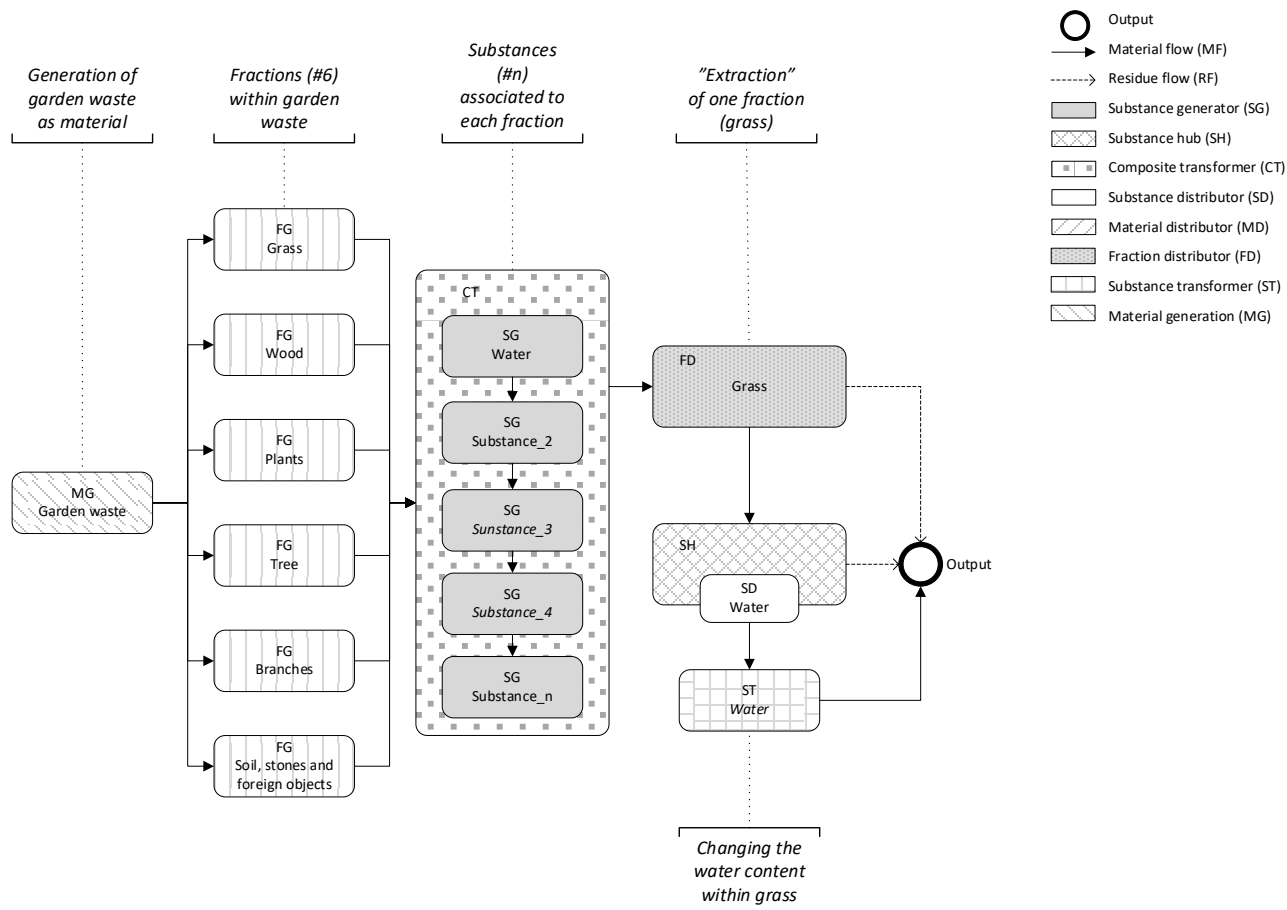 Generation of
garden waste
as material
Fractions (#6)
within garden
waste
Substances
(#n)
associated to
each fraction
”Extraction”
of one fraction
(grass)
Output
Material flow (MF)
Residue flow (RF)
Substance generator (SG)
Substance hub (SH)
Composite transformer (CT)
Substance distributor (SD)
Material distributor (MD)
Fraction distributor (FD)
Substance transformer (ST)
Material generation (MG)
MG
Garden waste
FG
Grass
FG
Wood
FG
Plants
FG
Tree
FG
Branches
FG
Soil, stones and
foreign objects
CT
SG
Water
SG
Substance_2
SG
Sunstance_3
SG
Substance_4
SG
Substance_n
FD
Grass
SH
SD
Water
ST
Water
Output
Changing the
water content
within grass